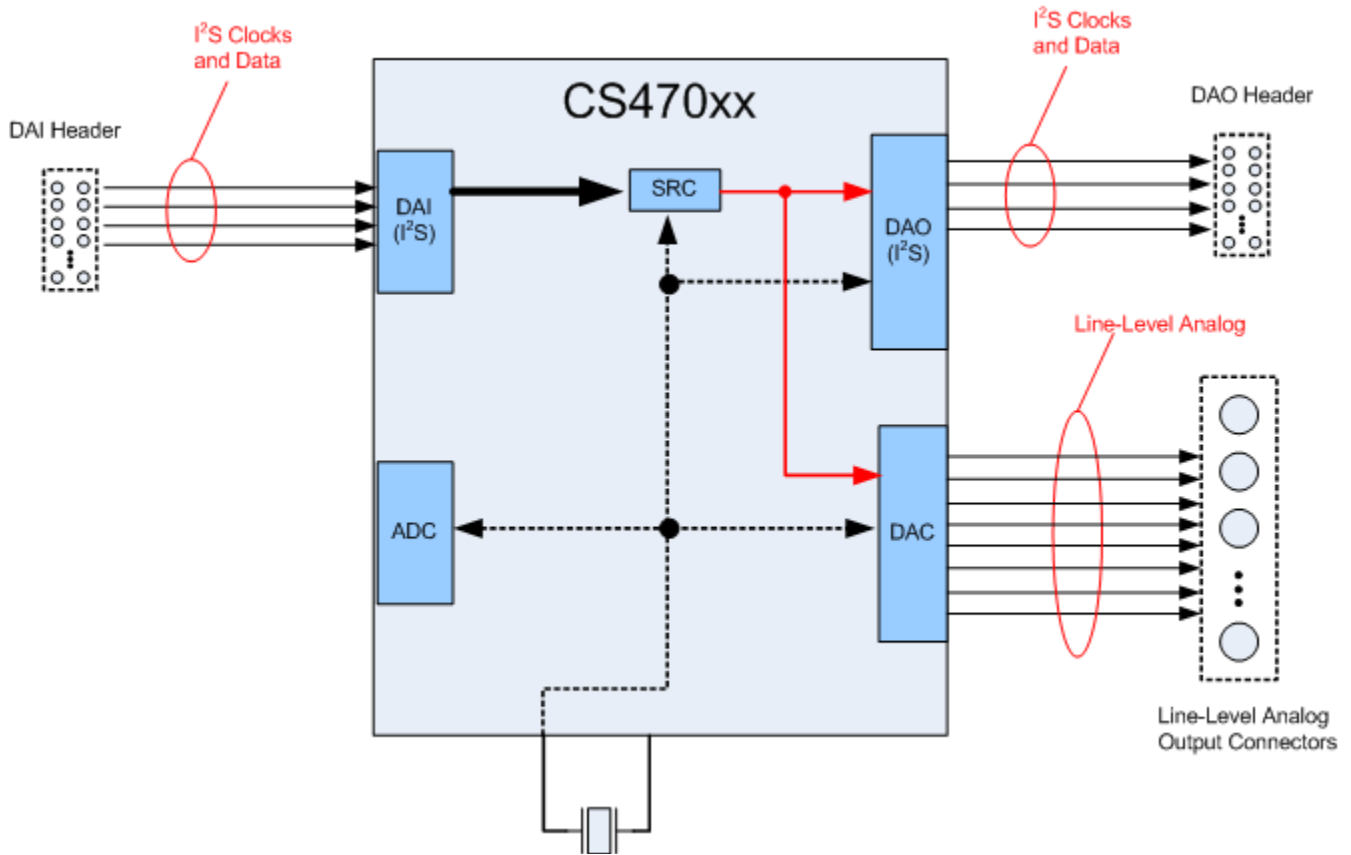 I²S Clocks
and Data
I²S Clocks
and Data
CS470xx
DAI Header
DAO Header
DAI
(I²S)
SRC
DAO
(I²S)
Line-Level Analog
ADC
DAC
Line-Level Analog
Output Connectors